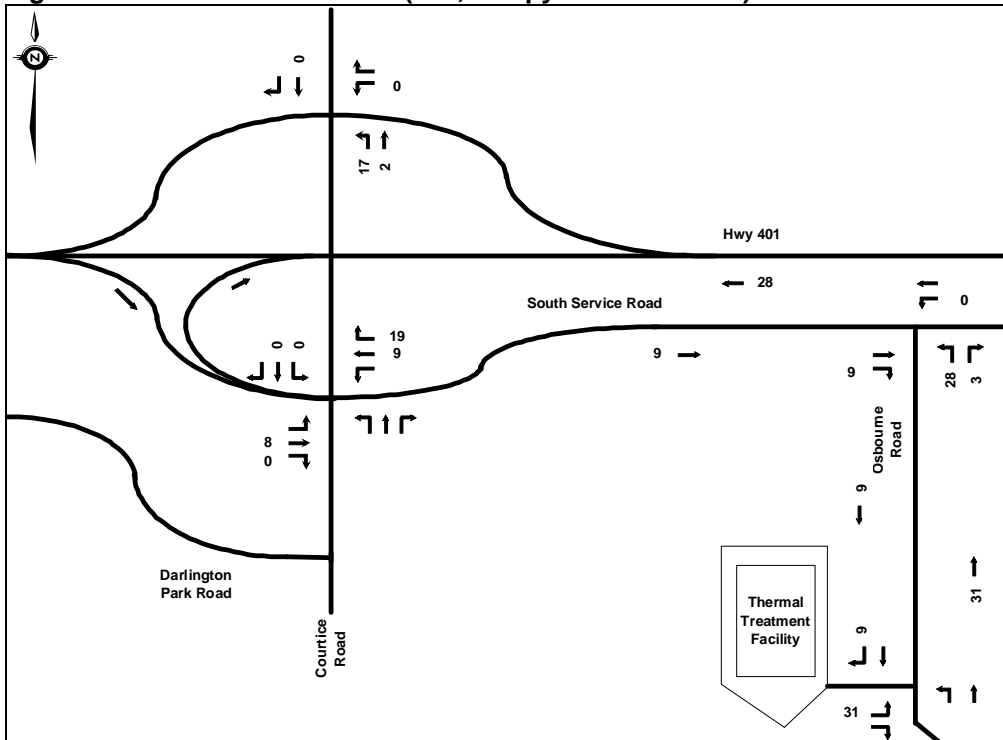 N
0
0
17
2
Hwy 401
28
South Service Road
0
0
0
19
9
9
9
28
3
Osbourne
Road
8
0
9
31
Darlington
Park Road
Thermal
Treatment
Facility
Courtice
Road
9
31